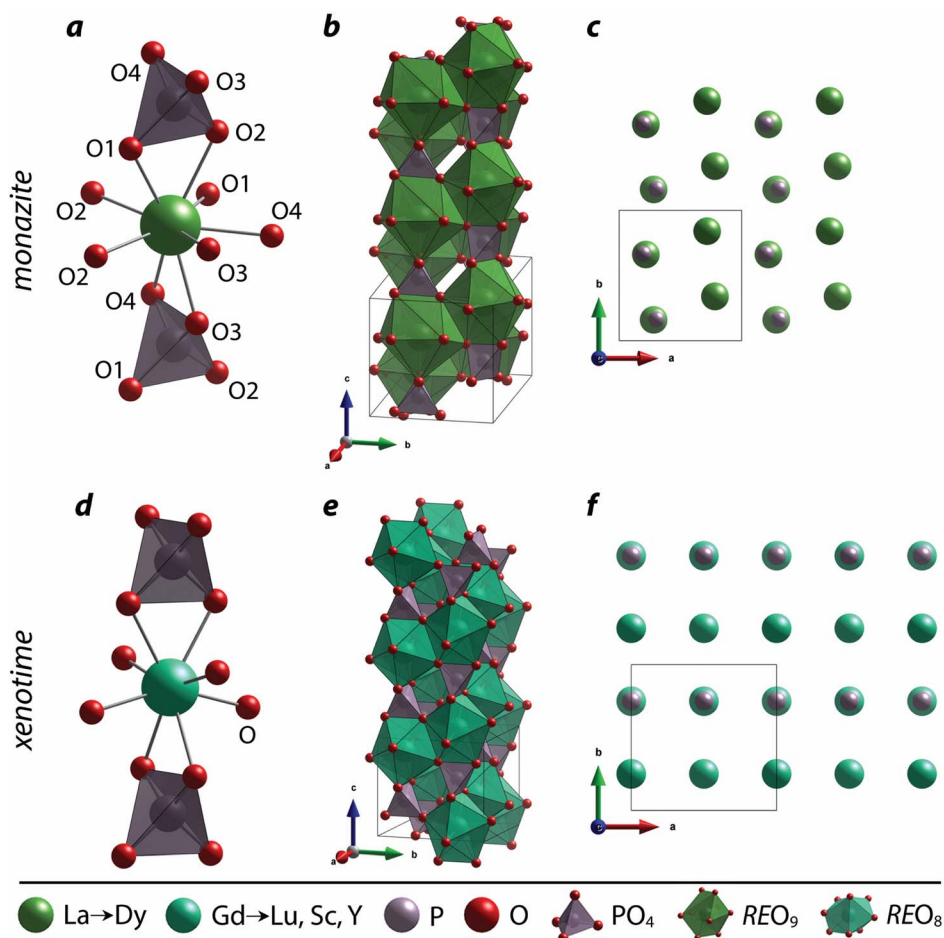 a
b
c
monazite
O4
O3
O2
O1
O1
O2
O4
O2
O3
O4
O3
O1
O2
c
b
a
b
c
a
d
e
f
xenotime
O
c
b
a
b
c
a
La→Dy
Gd→Lu, Sc, Y
P
O
PO₄
REO₉
REO₈